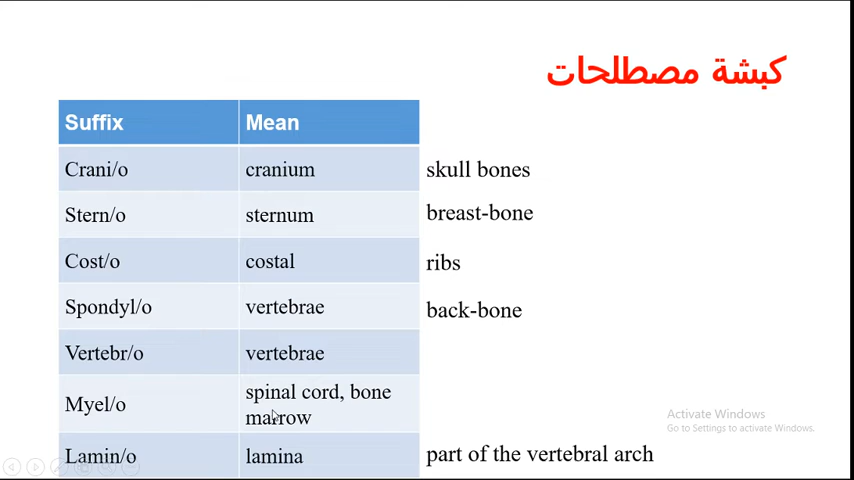 كبشة مصطلحات
Suffix Mean
Crani/o cranium skull bones
Stern/o sternum breast-bone
Cost/o costal ribs
Spondyl/o vertebrae back-bone
Vertebr/o vertebrae
Myel/o spinal cord, bone
marrow
Lamin/o lamina part of the vertebral arch
Activate Windows
Go to Settings to activate Windows.